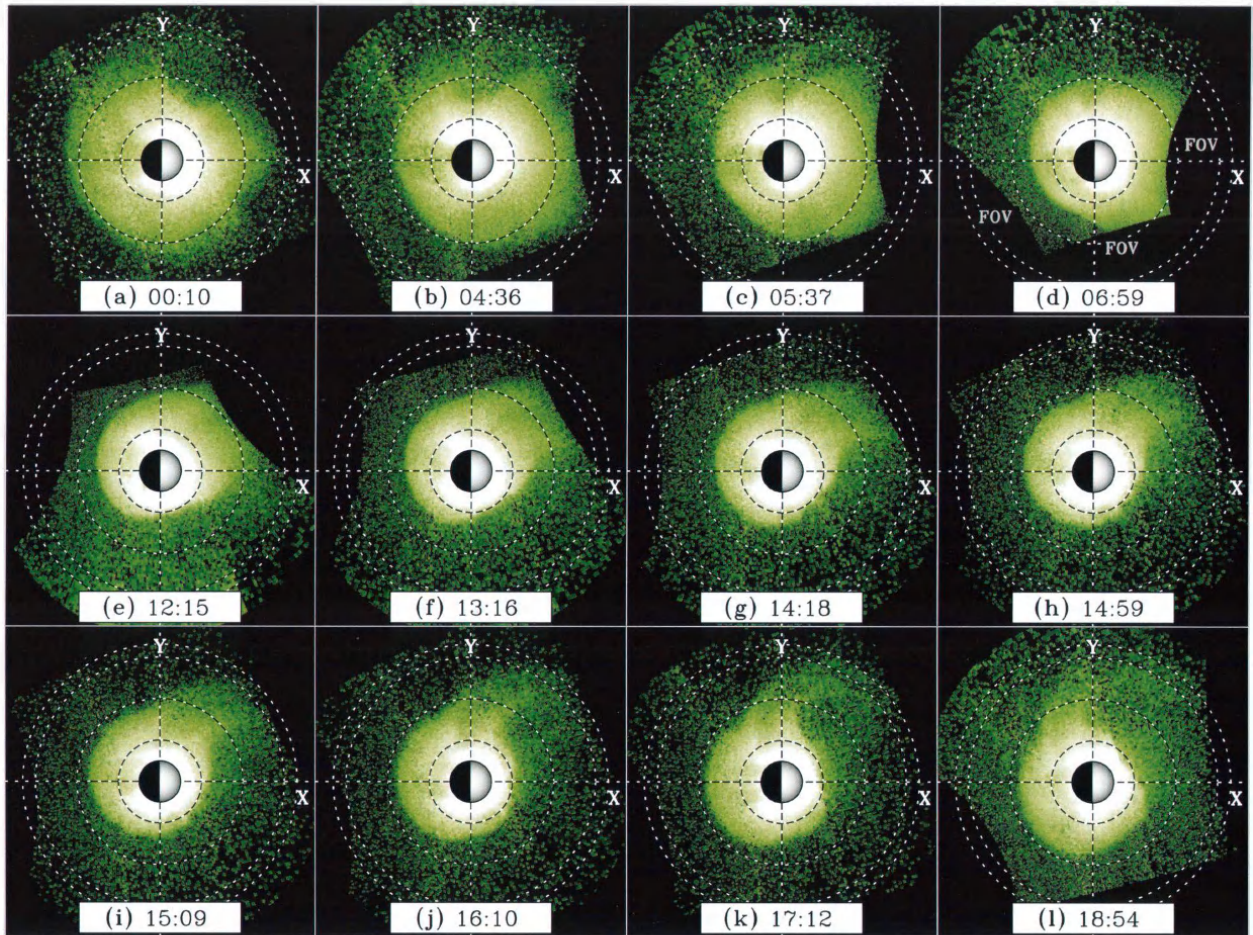 Y Y Y Y
FOV
X X X X
FOV
FOV
(a) 00:10 (b) 04:36 (c) 05:37 (d) 06:59
Y Y Y Y
X X X X
(e) 12:15 (f) 13:16 (g) 14:18 (h) 14:59
Y Y Y Y
X X X X
(i) 15:09 (j) 16:10 (k) 17:12 (l) 18:54